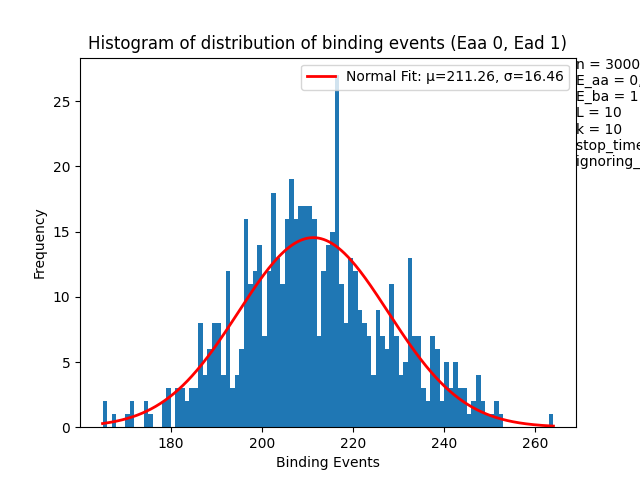 Histogram of distribution of binding events (Eaa 0, Ead 1)
Normal Fit: μ=211.26, σ=16.46
n = 3000
E_aa = 0,
E_ba = 1
L = 10
k = 10
stop_time
ignoring_
25
20
15
10
5
0
Frequency
180 200 220 240 260
Binding Events